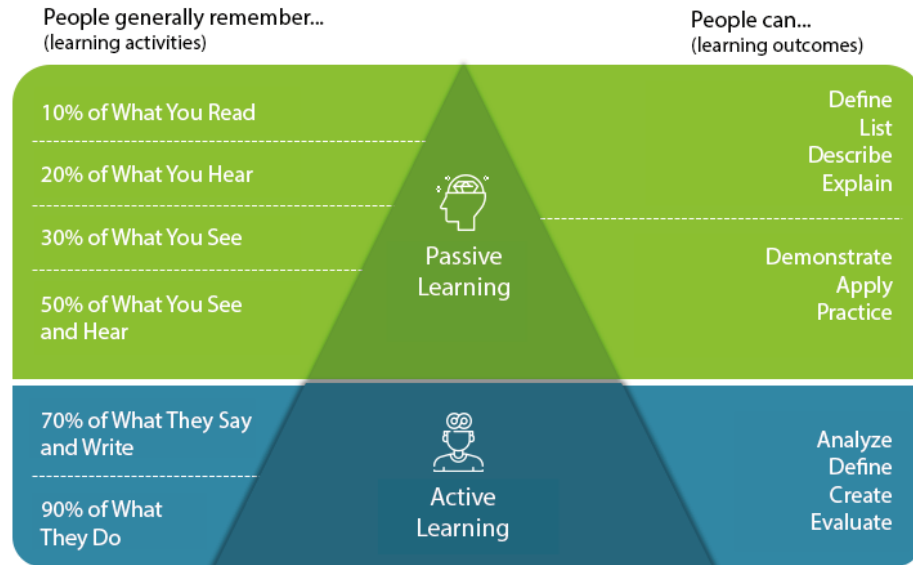 People generally remember...
(learning activities)
People can...
(learning outcomes)
10% of What You Read
20% of What You Hear
30% of What You See
50% of What You See
and Hear
Passive
Learning
Define
List
Describe
Explain
Demonstrate
Apply
Practice
70% of What They Say
and Write
90% of What
They Do
Active
Learning
Analyze
Define
Create
Evaluate